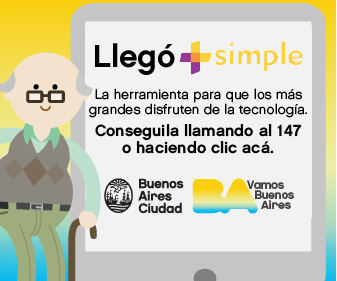 Llegó +simple
La herramienta para que los más
grandes disfruten de la tecnología.
Conseguila llamando al 147
o haciendo clic acá.
Buenos
Aires
Ciudad
BA Vamos
Buenos
Aires